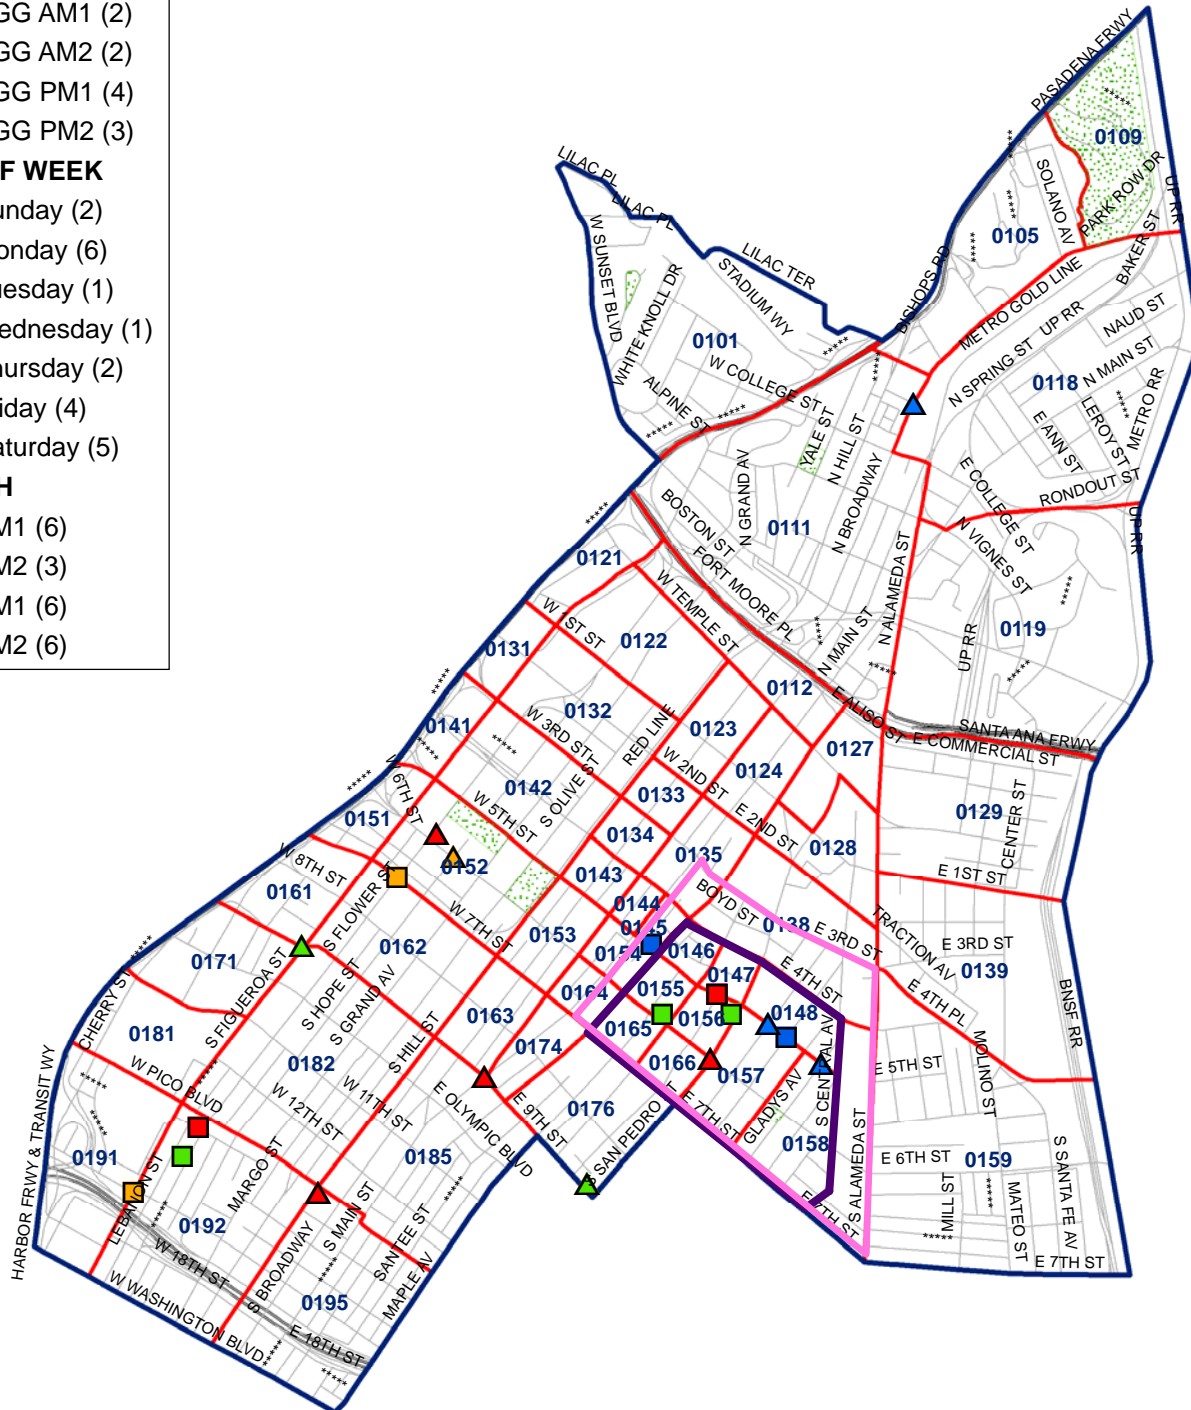 GG AM1 (2)
GG AM2 (2)
GG PM1 (4)
GG PM2 (3)
F WEEK
unday (2)
onday (6)
uesday (1)
ednesday (1)
hursday (2)
iday (4)
aturday (5)
H
M1 (6)
M2 (3)
M1 (6)
M2 (6)
PASADENA FRWY
*****
0109
*****
SOLANO AV
PARK ROW DR
UP RR
LILAC PL
LILAC PL
*****
0105
*****
BAKER ST
W SUNSET BLVD
LILAC TER
STADIUM WY
BISHOPS RD
METRO GOLD LINE
WHITE KNOLL DR
0101
*****
UP RR
NAUD ST
W COLLEGE ST
*****
N SPRING ST
0118
N MAIN ST
ALPINE ST
*****
*****
YALE ST
N HILL ST
E ANN ST
LEROY ST
*****
METRO RR
N GRAND AV
N BROADWAY
E COLLEGE ST
RONDOUT ST
BOSTON ST
*****
0111
N VIGNES ST
UP RR
0121
FORT MOORE PL
N ALAMEDA ST
W TEMPLE ST
*****
W 1ST ST
0122
*****
N MAIN ST
UP RR
0119
0131
*****
*****
*****
0112
0132
RED LINE
E ALISO ST
0141
W 3RD ST
0123
SANTA ANA FRWY
*****
*****
0127
E COMMERCIAL ST
W 6TH ST
W 2ND ST
0124
*****
0142
S OLIVE ST
0133
CENTER ST
W 5TH ST
0129
0151
0134
E 2ND ST
0128
W 8TH ST
0152
0135
0143
E 1ST ST
0161
S FLOWER ST
BOYD ST
W 7TH ST
0144
0138
TRACTION AV
0145
E 3RD ST
E 3RD ST
*****
0153
0162
0154
0146
0171
S FIGUEROA ST
0147
E 4TH ST
0139
CHERRY ST
S HOPE ST
S GRAND AV
0164
0155
E 4TH PL
BNSF RR
0163
0156
0148
0181
S HILL ST
0165
S CENTRAL AV
0174
MOLINO ST
W PICO BLVD
0182
0166
0157
E 5TH ST
*****
*****
W 12TH ST
W 11TH ST
E OLYMPIC BLVD
E 9TH ST
0176
E 7TH ST
GLADYS AV
*****
0158
S ALAMEDA ST
0191
MARGO ST
0185
S SAN PEDRO ST
E 6TH ST
0159
S SANTA FE AV
HARBOR FRWY & TRANSIT WY
LEBANON ST
*****
*****
MILL ST
*****
MATEO ST
0192
S MAIN ST
SANTEE ST
E 7TH ST
*****
W 18TH ST
S BROADWAY
*****
MAPLE AV
E 7TH ST
W WASHINGTON BLVD
0195
E 18TH ST
*****
*****